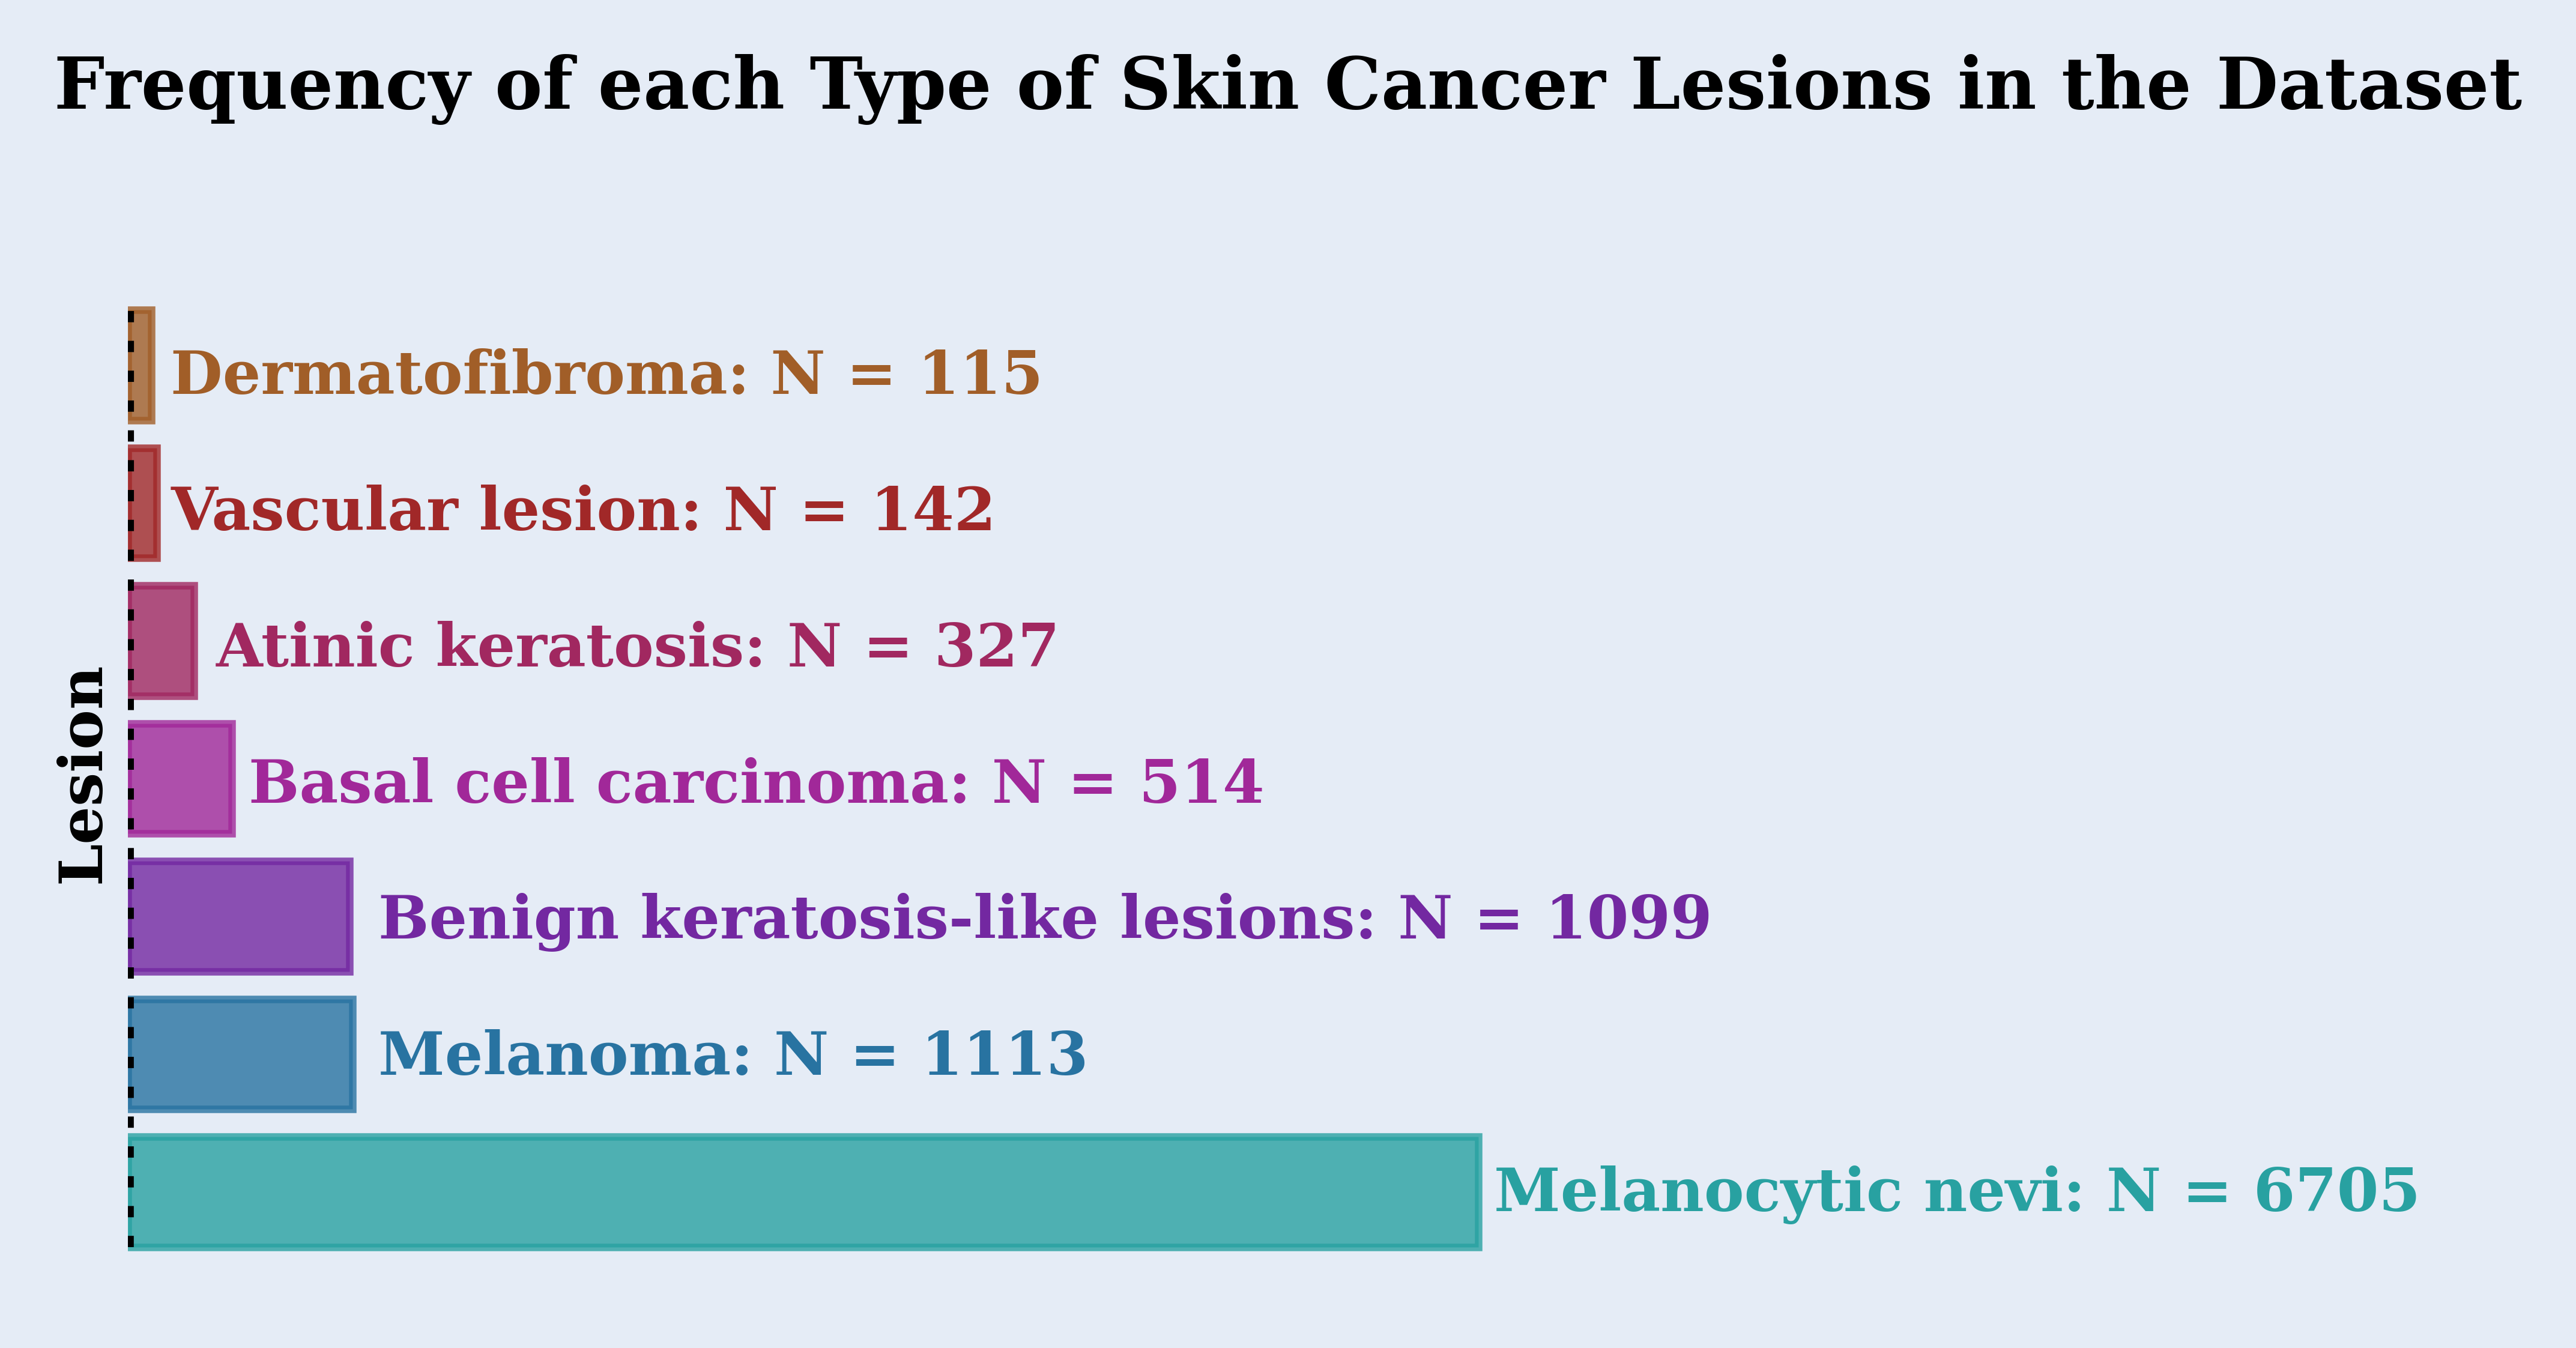 Frequency of each Type of Skin Cancer Lesions in the Dataset
Dermatofibroma: N = 115
Vascular lesion: N = 142
Atinic keratosis: N = 327
Lesion
Basal cell carcinoma: N = 514
Benign keratosis-like lesions: N = 1099
Melanoma: N = 1113
Melanocytic nevi: N = 6705